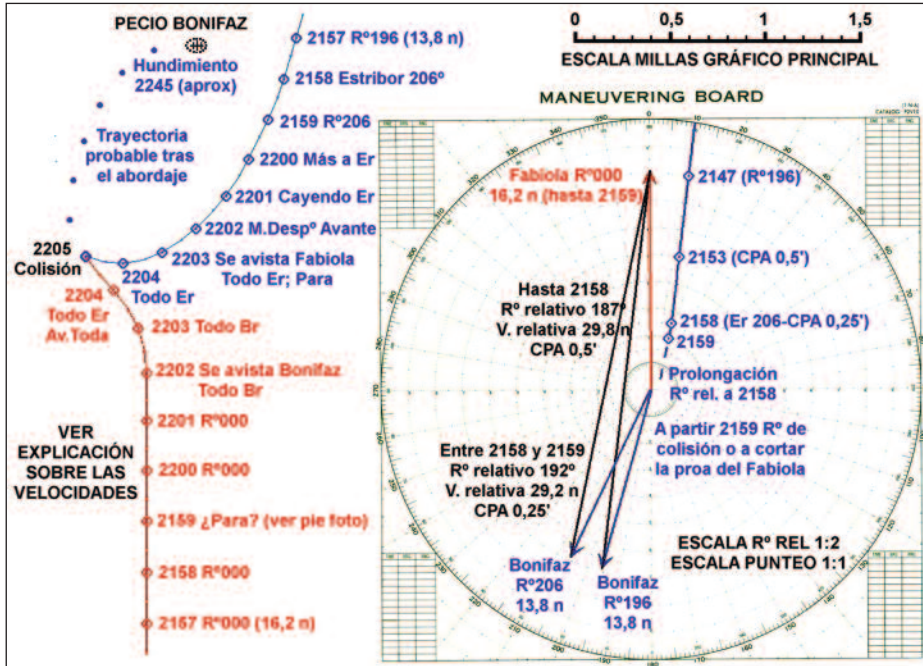 PECIO BONIFAZ
Hundimiento
2245 (aprox)
Trayectoria
probable tras
el abordaje
2157 Rº196 (13,8 n)
2158 Estribor 206º
2159 Rº206
2200 Más a Er
2201 Cayendo Er
2202 M.Despº Avante
2203 Se avista Fabiola
Todo Er; Para
2204
Todo Er
2205
Colisión
2204
Todo Er
Av.Toda
2203 Todo Br
2202 Se avista Bonifaz
Todo Br
2201 Rº000
2200 Rº000
2159 ¿Para? (ver pie foto)
2158 Rº000
2157 Rº000 (16,2 n)
VER
EXPLICACIÓN
SOBRE LAS
VELOCIDADES
0 0,5 1 1,5
ESCALA MILLAS GRÁFICO PRINCIPAL
MANEUVERING BOARD
Fabiola Rº000
16,2 n (hasta 2159)
2147 (Rº196)
2153 (CPA 0,5')
2158 (Er 206-CPA 0,25')
2159
Prolongación
Rº rel. a 2158
A partir 2159 Rº de
colisión o a cortar
la proa del Fabiola
Hasta 2158
Rº relativo 187º
V. relativa 29,8 n
CPA 0,5'
Entre 2158 y 2159
Rº relativo 192º
V. relativa 29,2 n
CPA 0,25'
Bonifaz
Rº206
13,8 n
Bonifaz
Rº196
13,8 n
ESCALA Rº REL 1:2
ESCALA PUNTEO 1:1